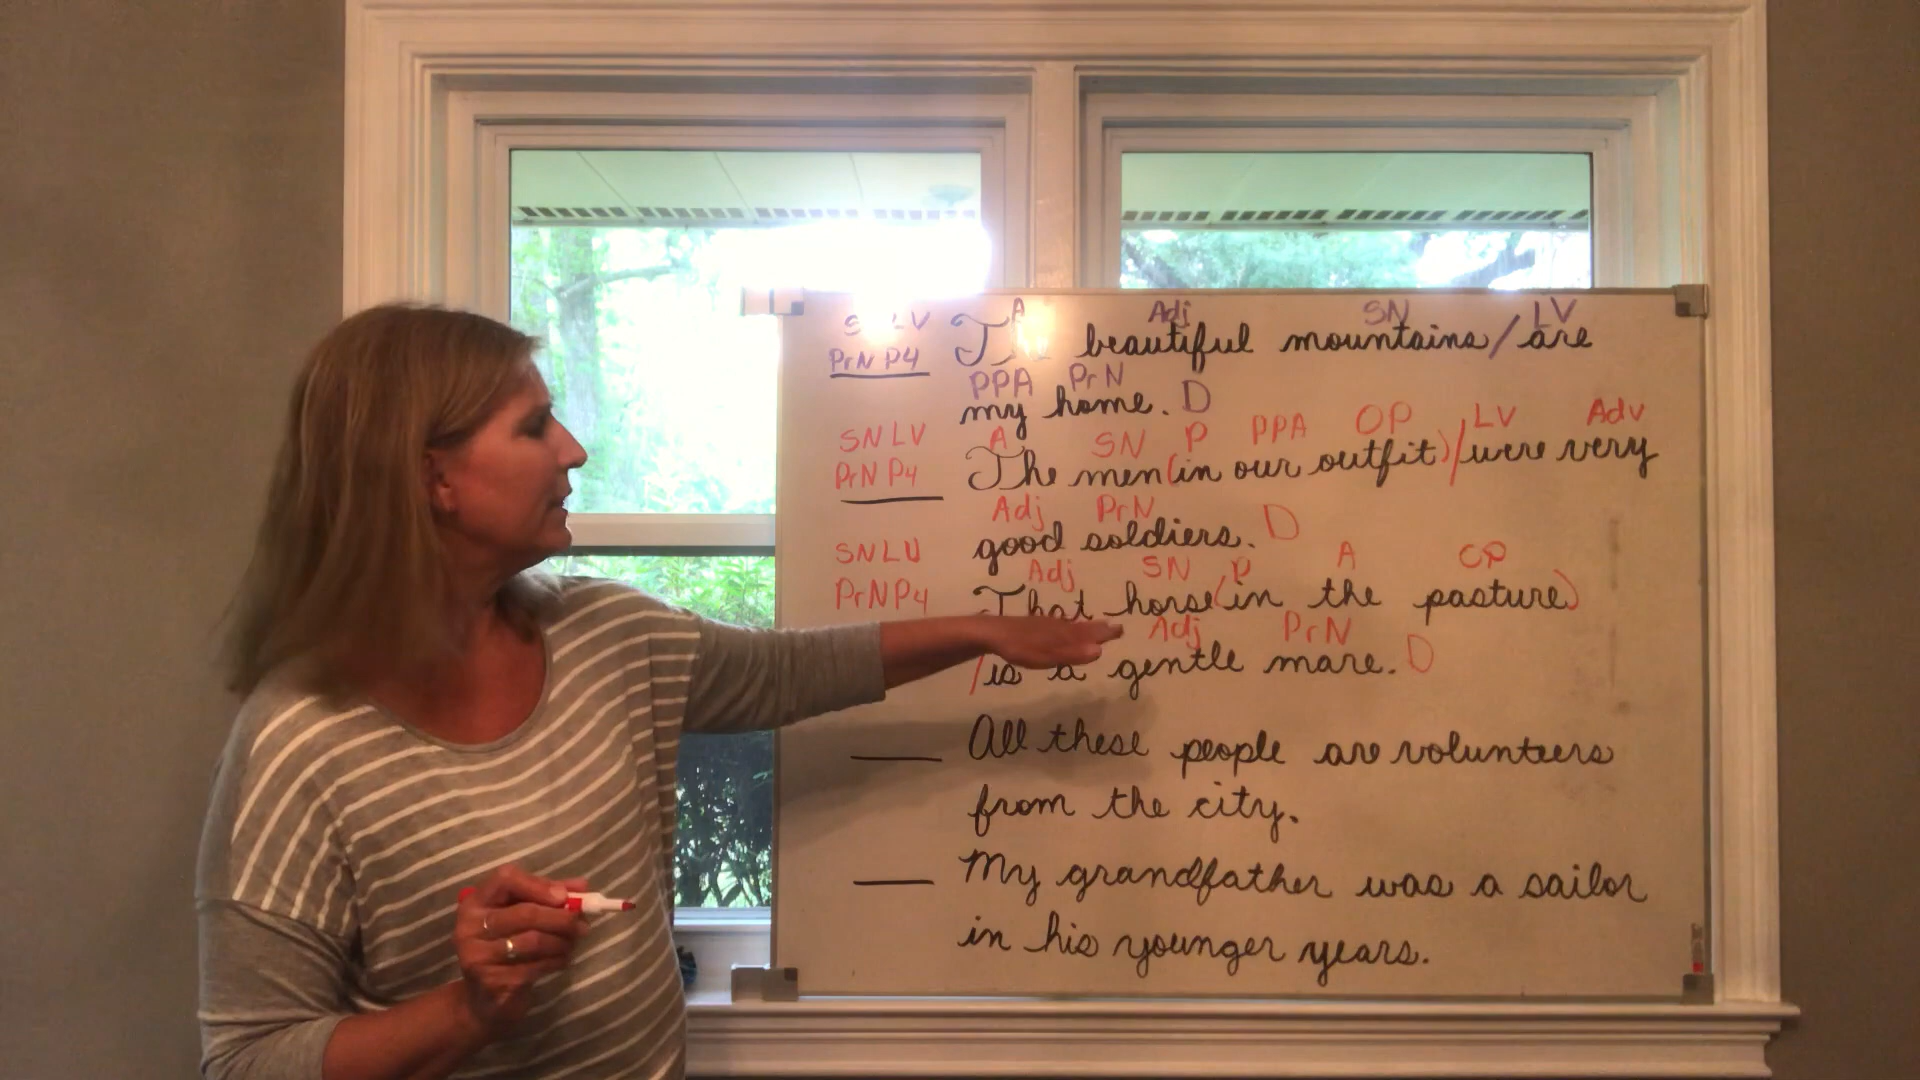 A Adj SN LV
SN LV The beautiful mountains / are
PrN P4 PPA PrN
my home. D
SN LV A SN P PPA OP LV Adv
PrN P4 The men (in our outfit) / were very
Adj PrN
good soldiers. D
SN LV Adj SN P A OP
PrN P4 That horse (in the pasture)
Adj PrN
/ is a gentle mare. D
All these people are volunteers
from the city.
My grandfather was a sailor
in his younger years.